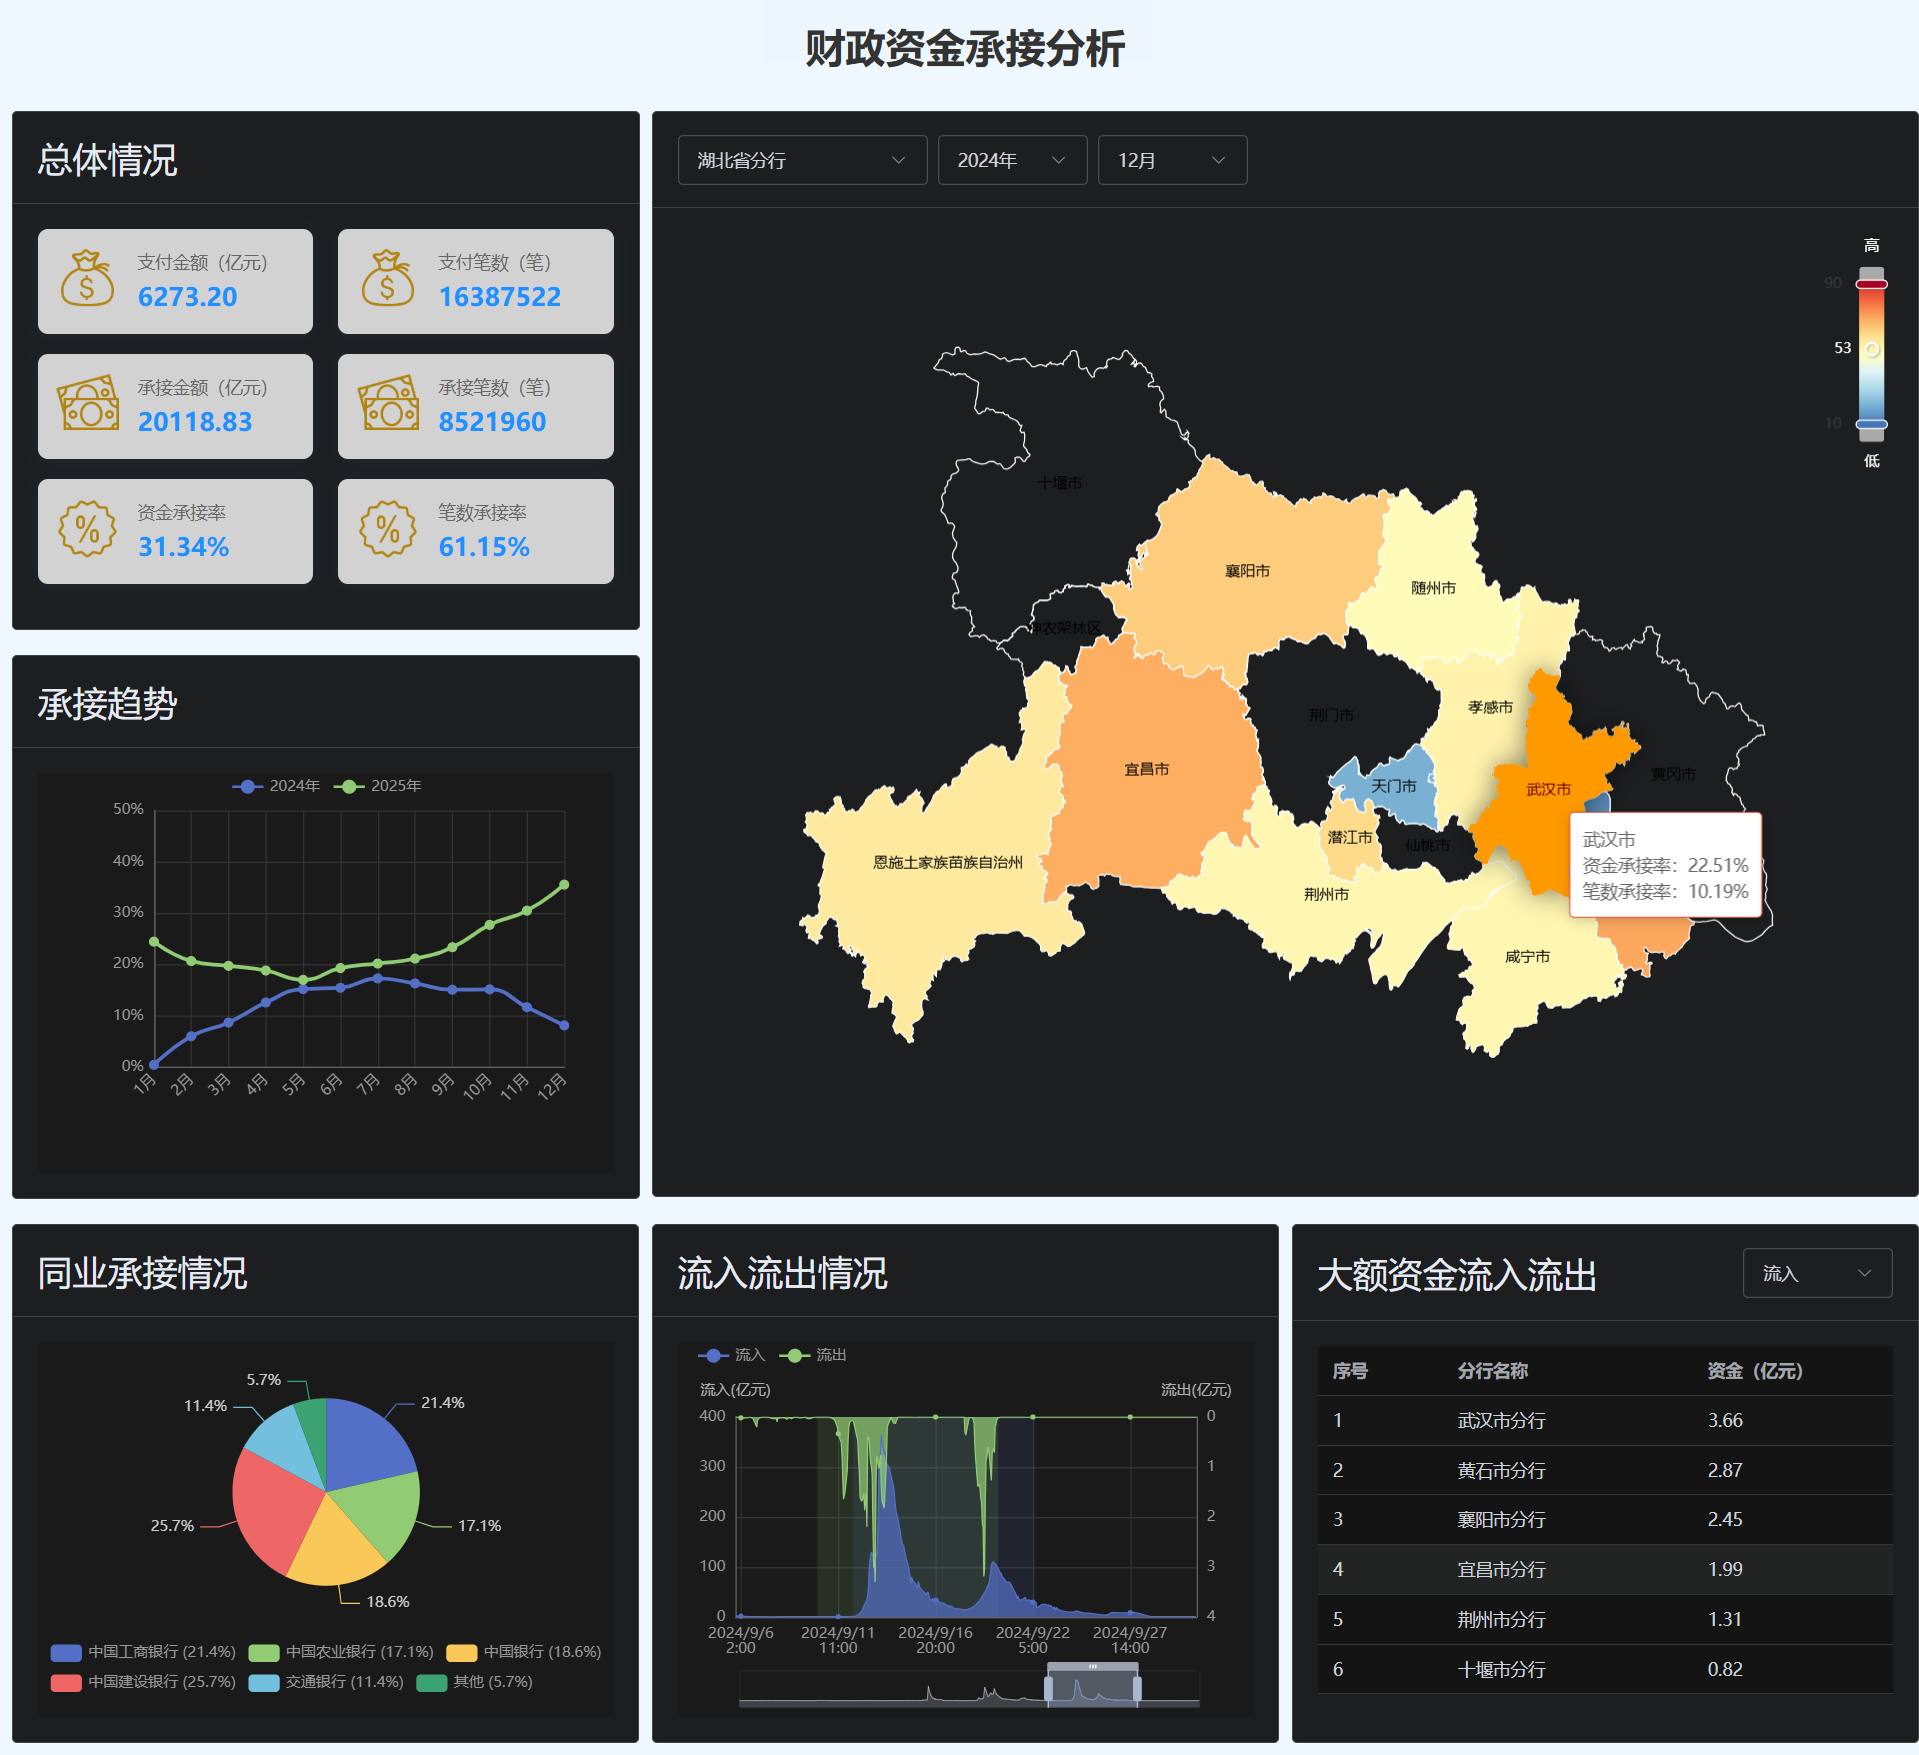 财政资金承接分析
总体情况
支付金额（亿元）
6273.20
支付笔数（笔）
16387522
承接金额（亿元）
20118.83
承接笔数（笔）
8521960
资金承接率
31.34%
笔数承接率
61.15%
湖北省分行
2024年
12月
高
90
53
10
低
十堰市
襄阳市
随州市
神农架林区
孝感市
荆门市
宜昌市
天门市
武汉市
黄冈市
潜江市
仙桃市
恩施土家族苗族自治州
荆州市
咸宁市
武汉市
资金承接率：22.51%
笔数承接率：10.19%
承接趋势
2024年
2025年
50%
40%
30%
20%
10%
0%
1月
2月
3月
4月
5月
6月
7月
8月
9月
10月
11月
12月
同业承接情况
5.7%
11.4%
21.4%
25.7%
17.1%
18.6%
中国工商银行 (21.4%)
中国农业银行 (17.1%)
中国银行 (18.6%)
中国建设银行 (25.7%)
交通银行 (11.4%)
其他 (5.7%)
流入流出情况
流入
流出
流入(亿元)
流出(亿元)
400
300
200
100
0
0
1
2
3
4
2024/9/6
2:00
2024/9/11
11:00
2024/9/16
20:00
2024/9/22
5:00
2024/9/27
14:00
大额资金流入流出
流入
序号 分行名称 资金（亿元）
1 武汉市分行 3.66
2 黄石市分行 2.87
3 襄阳市分行 2.45
4 宜昌市分行 1.99
5 荆州市分行 1.31
6 十堰市分行 0.82